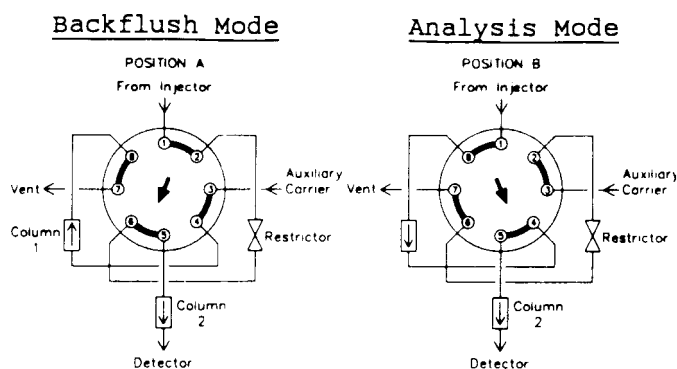 Backflush Mode
POSITION A
From Injector
1
2
8
7
3
6
5
4
Vent
Auxiliary
Carrier
Column
1
Restrictor
Column
2
Detector
Analysis Mode
POSITION B
From Injector
1
8
2
7
3
6
5
4
Vent
Auxiliary
Carrier
Restrictor
Column
2
Detector